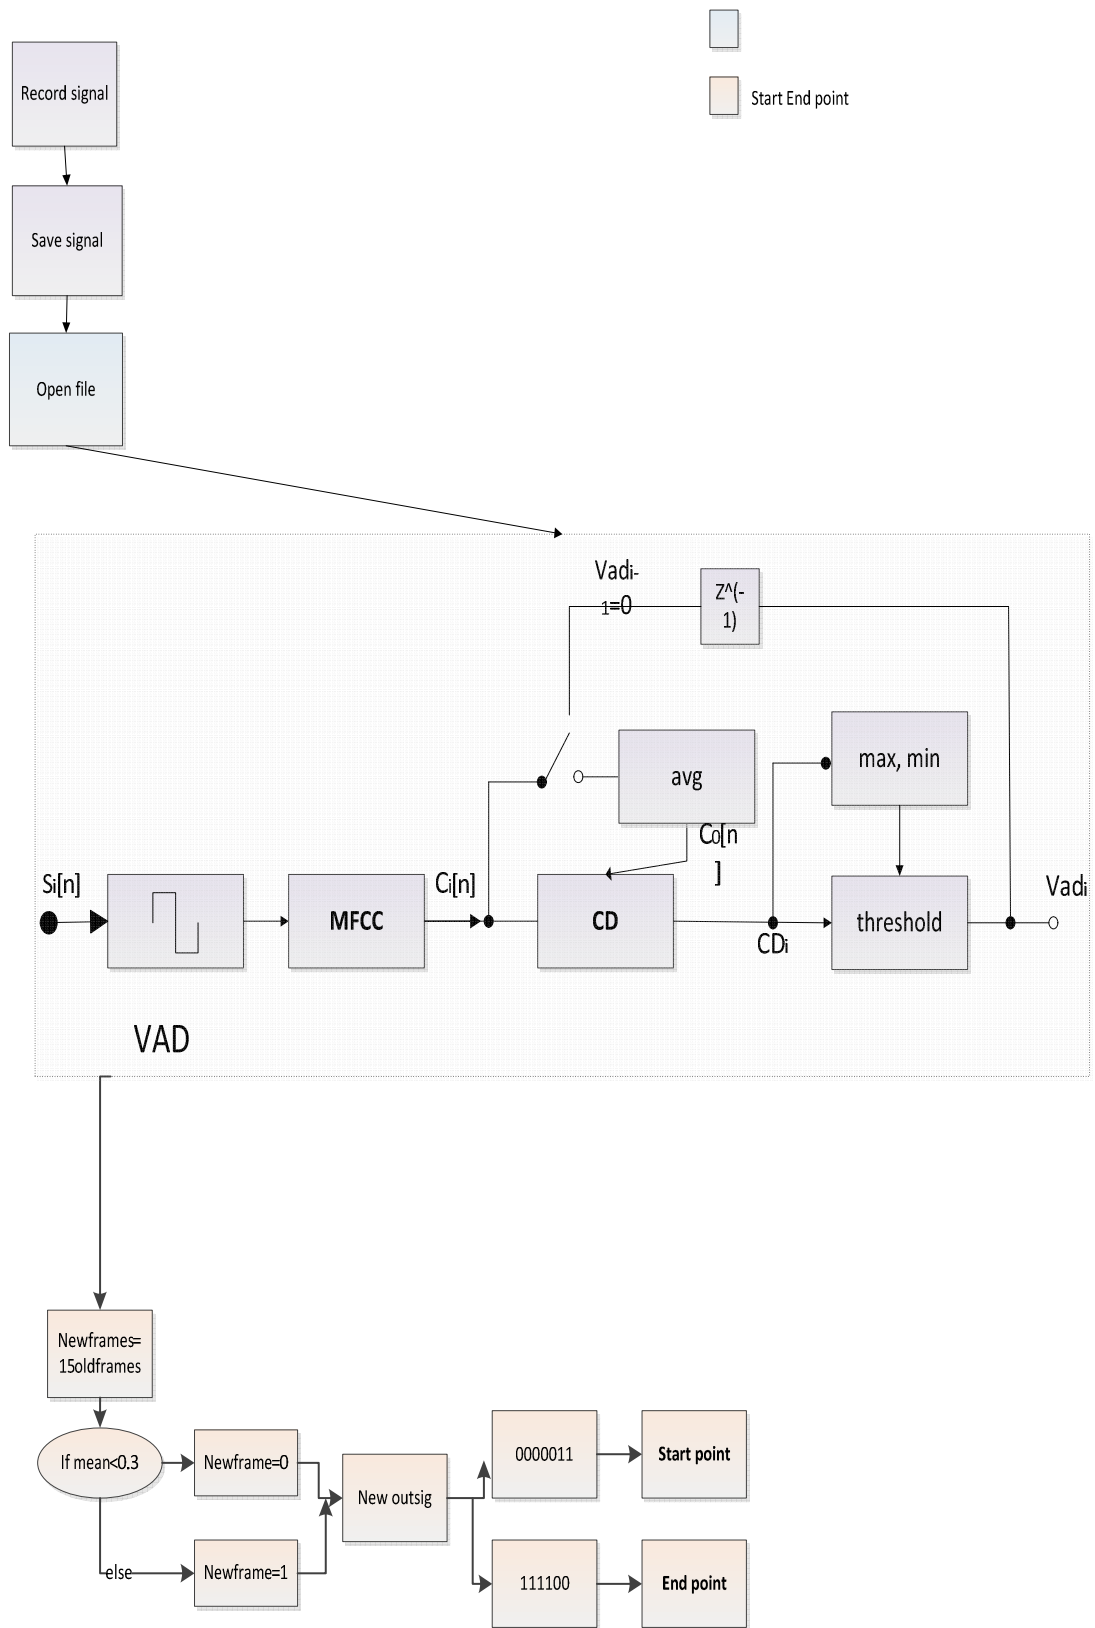 Record signal
Start End point
Save signal
Open file
Vadi-
1=0
Z^(-
1)
max, min
avg
C0[n
]
Si[n]
Ci[n]
MFCC
CD
CDi
threshold
Vadi
VAD
Newframes=
15oldframes
If mean<0.3
Newframe=0
New outsig
0000011
Start point
else
Newframe=1
111100
End point